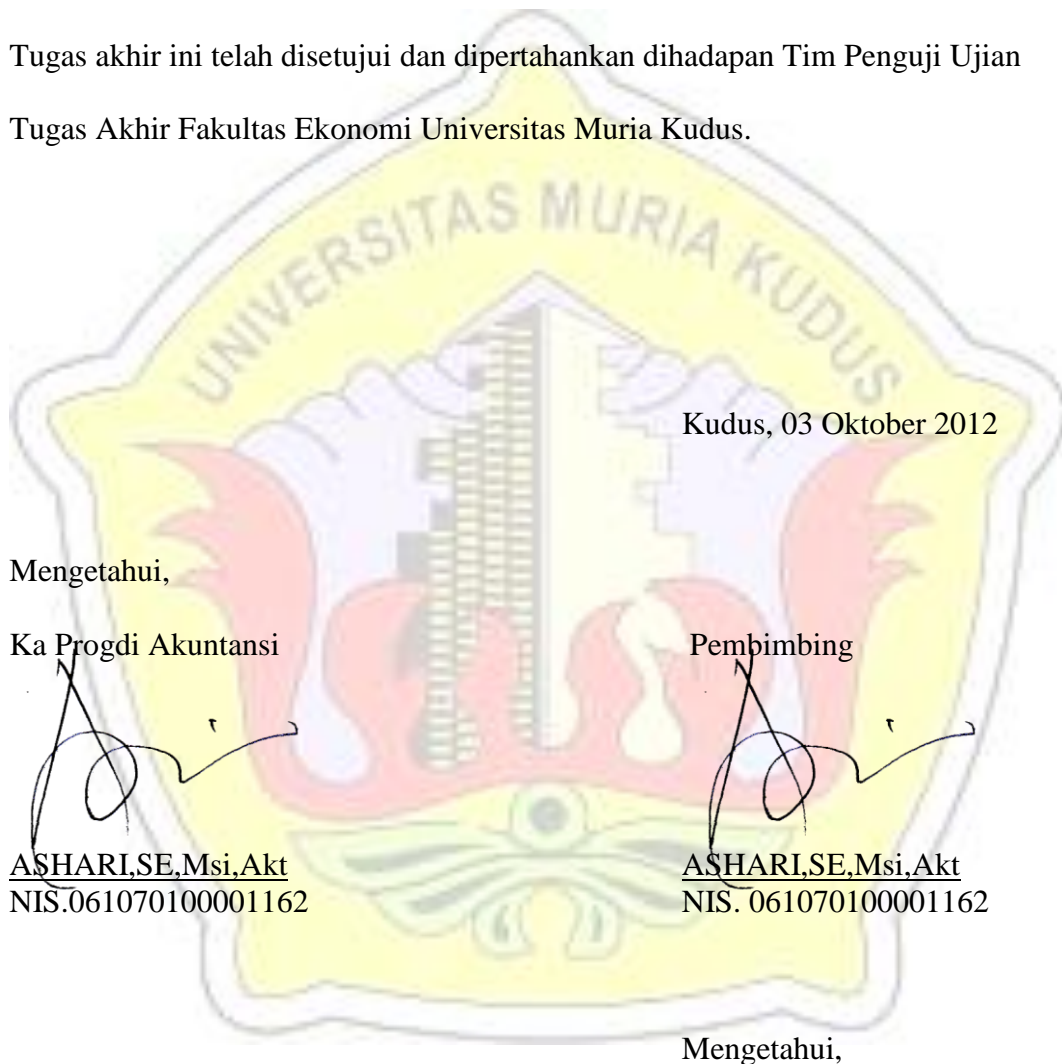 Tugas akhir ini telah disetujui dan dipertahankan dihadapan Tim Penguji Ujian
Tugas Akhir Fakultas Ekonomi Universitas Muria Kudus.
UNIVERSITAS MURIA KUDUS
Kudus, 03 Oktober 2012
Mengetahui,
Ka Progdi Akuntansi
Pembimbing
ASHARI,SE,Msi,Akt
ASHARI,SE,Msi,Akt
NIS.061070100001162
NIS. 061070100001162
Mengetahui,